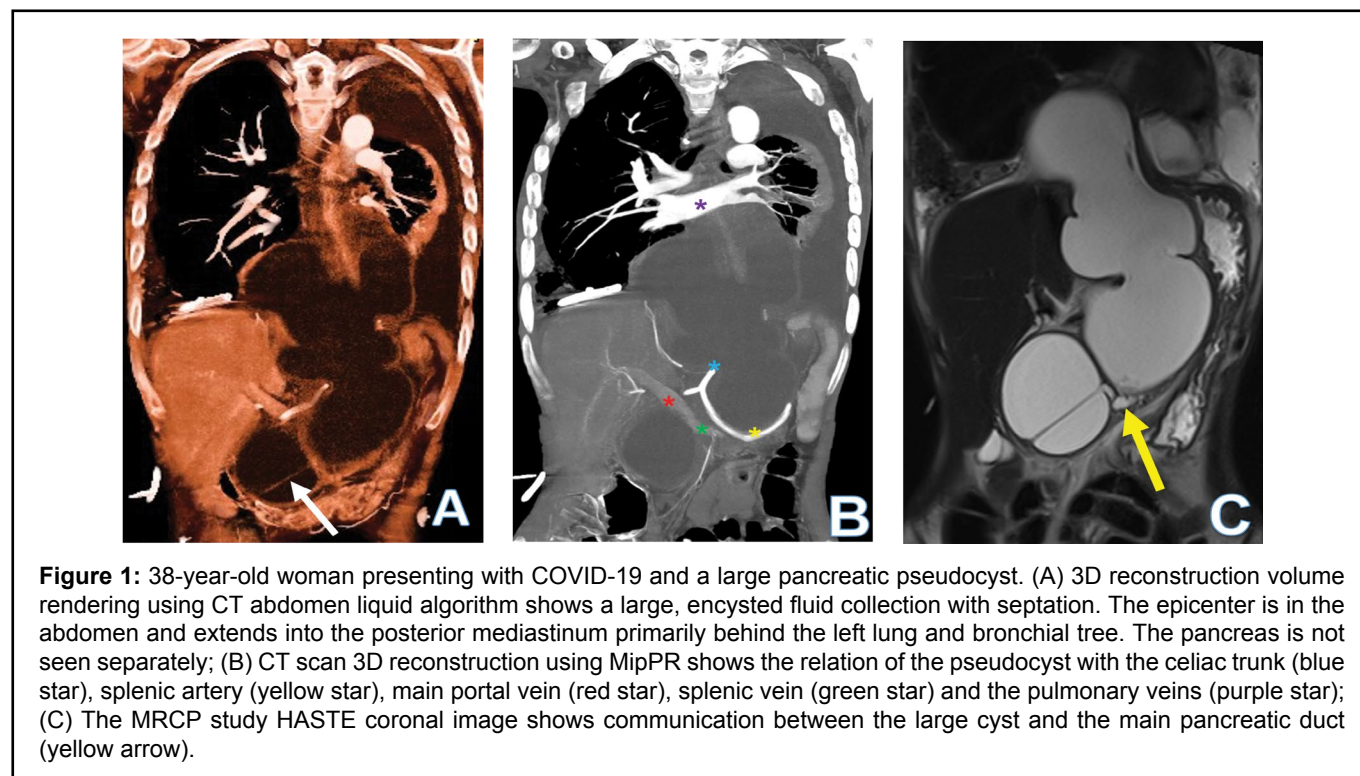 A
B
C
Figure 1: 38-year-old woman presenting with COVID-19 and a large pancreatic pseudocyst. (A) 3D reconstruction volume
rendering using CT abdomen liquid algorithm shows a large, encysted fluid collection with septation. The epicenter is in the
abdomen and extends into the posterior mediastinum primarily behind the left lung and bronchial tree. The pancreas is not
seen separately; (B) CT scan 3D reconstruction using MipPR shows the relation of the pseudocyst with the celiac trunk (blue
star), splenic artery (yellow star), main portal vein (red star), splenic vein (green star) and the pulmonary veins (purple star);
(C) The MRCP study HASTE coronal image shows communication between the large cyst and the main pancreatic duct
(yellow arrow).